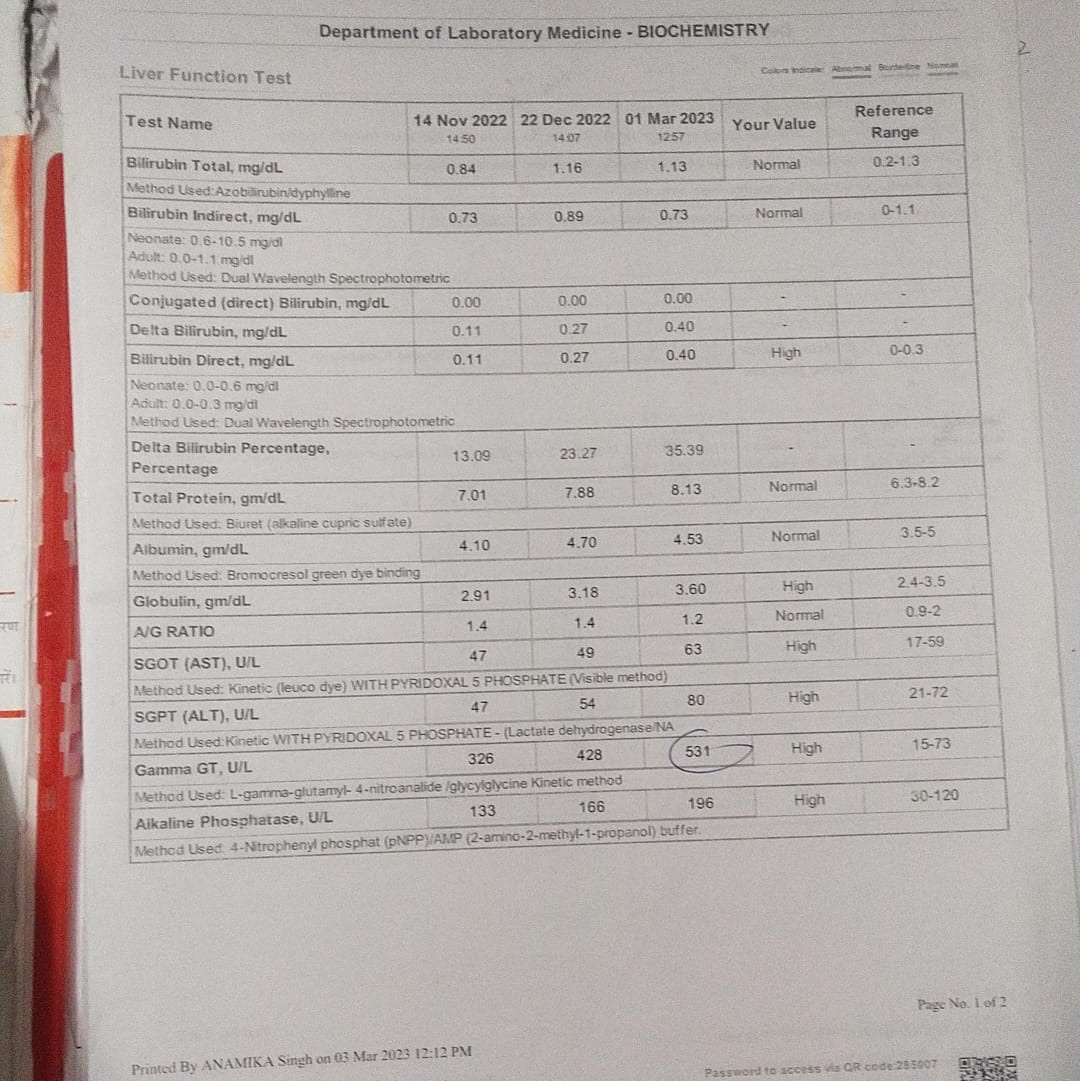 Department of Laboratory Medicine - BIOCHEMISTRY
2
Liver Function Test
Colors Indicate: Abnormal Borderline Normal
Test Name 14 Nov 2022 14:50 22 Dec 2022 14:07 01 Mar 2023 12:57 Your Value Reference Range
Bilirubin Total, mg/dL 0.84 1.16 1.13 Normal 0.2-1.3
Method Used:Azobilirubin/dyphylline
Bilirubin Indirect, mg/dL 0.73 0.89 0.73 Normal 0-1.1
Neonate: 0.6-10.5 mg/dl
Adult: 0.0-1.1 mg/dl
Method Used: Dual Wavelength Spectrophotometric
Conjugated (direct) Bilirubin, mg/dL 0.00 0.00 0.00 - -
Delta Bilirubin, mg/dL 0.11 0.27 0.40 - -
Bilirubin Direct, mg/dL 0.11 0.27 0.40 High 0-0.3
Neonate: 0.0-0.6 mg/dl
Adult: 0.0-0.3 mg/dl
Method Used: Dual Wavelength Spectrophotometric
Delta Bilirubin Percentage, Percentage 13.09 23.27 35.39 - -
Total Protein, gm/dL 7.01 7.88 8.13 Normal 6.3-8.2
Method Used: Biuret (alkaline cupric sulfate)
Albumin, gm/dL 4.10 4.70 4.53 Normal 3.5-5
Method Used: Bromocresol green dye binding
Globulin, gm/dL 2.91 3.18 3.60 High 2.4-3.5
A/G RATIO 1.4 1.4 1.2 Normal 0.9-2
SGOT (AST), U/L 47 49 63 High 17-59
Method Used: Kinetic (leuco dye) WITH PYRIDOXAL 5 PHOSPHATE (Visible method)
SGPT (ALT), U/L 47 54 80 High 21-72
Method Used:Kinetic WITH PYRIDOXAL 5 PHOSPHATE - (Lactate dehydrogenase/NA
Gamma GT, U/L 326 428 531 High 15-73
Method Used: L-gamma-glutamyl- 4-nitroanalide /glycylglycine Kinetic method
Alkaline Phosphatase, U/L 133 166 196 High 30-120
Method Used: 4-Nitrophenyl phosphat (pNPP)/AMP (2-amino-2-methyl-1-propanol) buffer.
Page No. 1 of 2
Printed By ANAMIKA Singh on 03 Mar 2023 12:12 PM
Password to access via QR code:285007